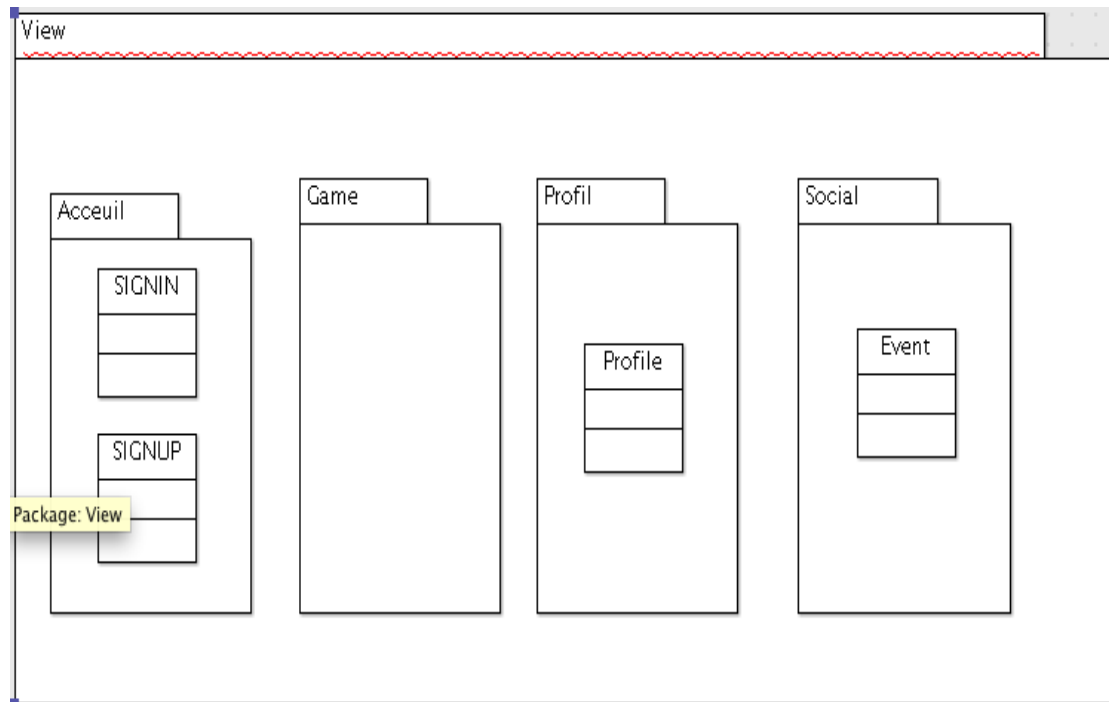 View
Acceuil
SIGNIN
SIGNUP
Package: View
Game
Profil
Profile
Social
Event